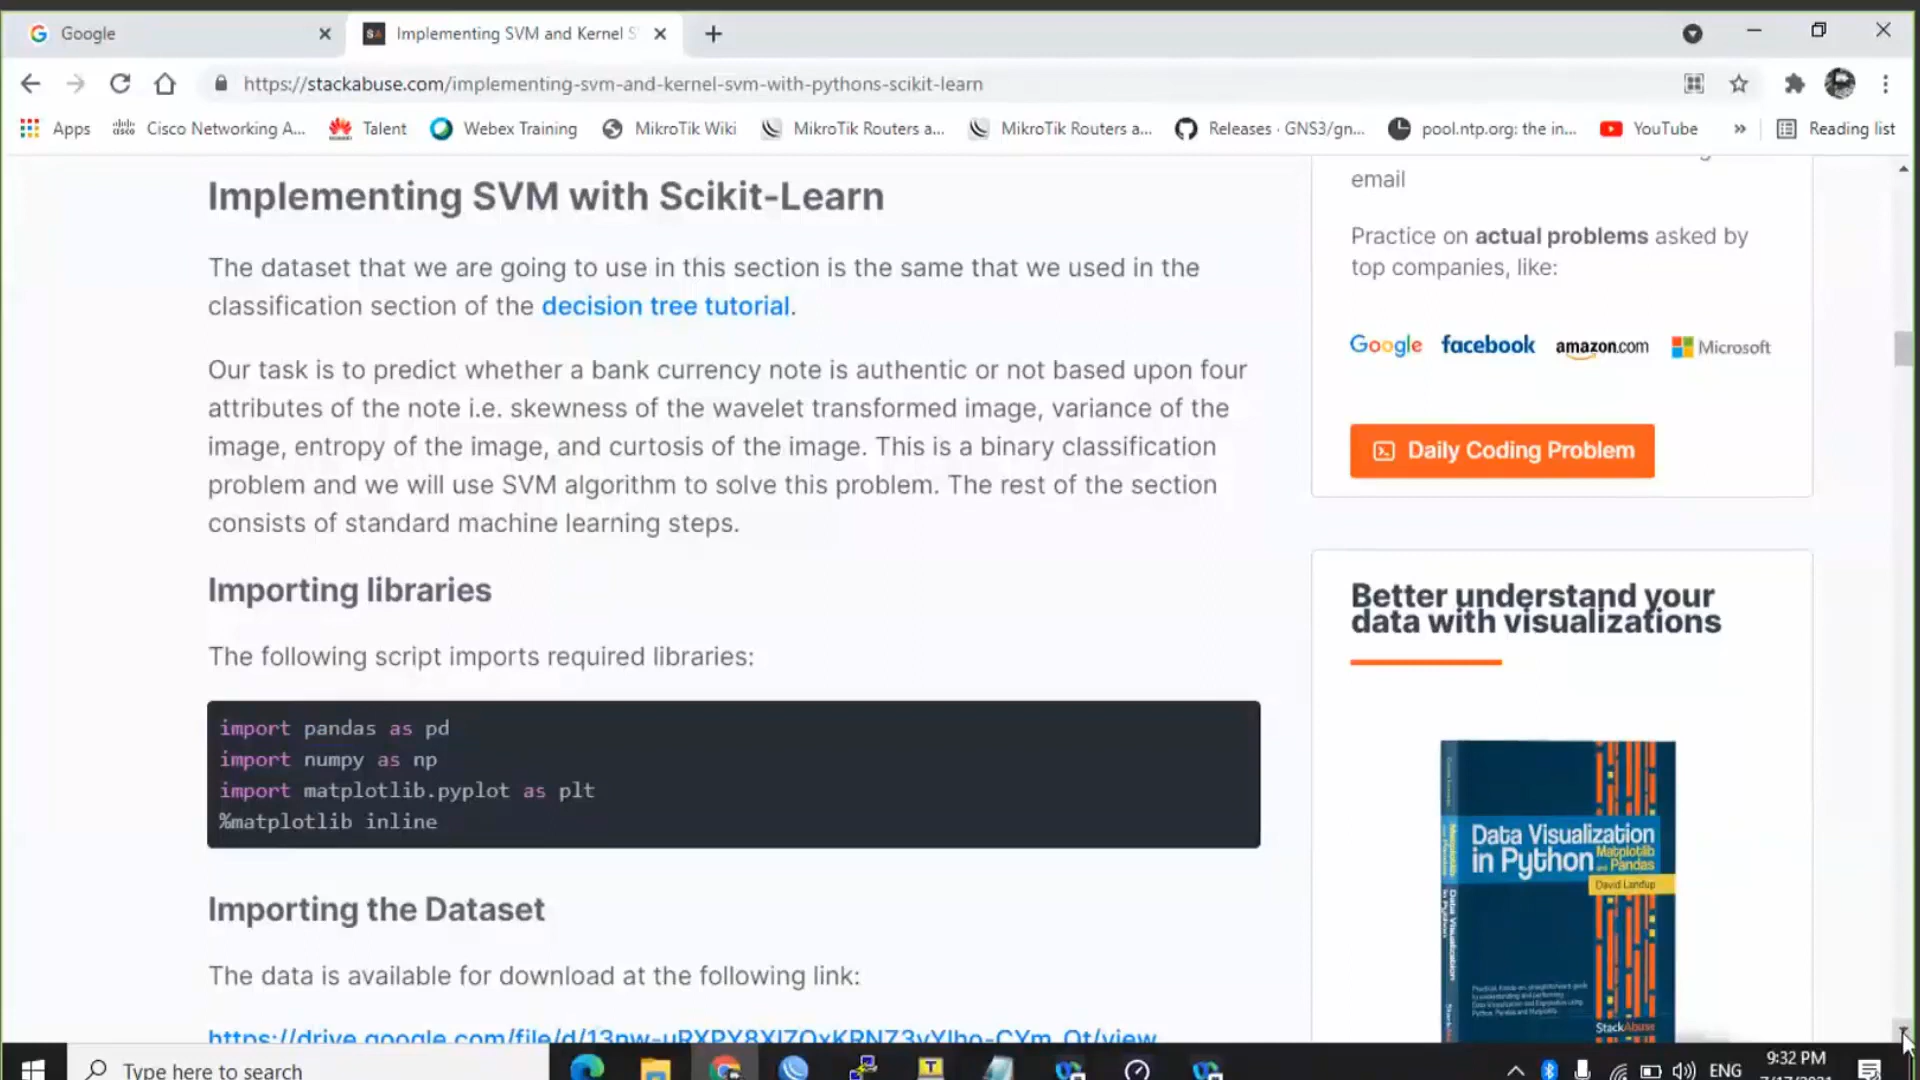 Google
Implementing SVM and Kernel S
https://stackabuse.com/implementing-svm-and-kernel-svm-with-pythons-scikit-learn
Apps
Cisco Networking A...
Talent
Webex Training
MikroTik Wiki
MikroTik Routers a...
MikroTik Routers a...
Releases · GNS3/gn...
pool.ntp.org: the in...
YouTube
»
Reading list
Implementing SVM with Scikit-Learn
The dataset that we are going to use in this section is the same that we used in the
classification section of the decision tree tutorial.
Our task is to predict whether a bank currency note is authentic or not based upon four
attributes of the note i.e. skewness of the wavelet transformed image, variance of the
image, entropy of the image, and curtosis of the image. This is a binary classification
problem and we will use SVM algorithm to solve this problem. The rest of the section
consists of standard machine learning steps.
Importing libraries
The following script imports required libraries:
import pandas as pd
import numpy as np
import matplotlib.pyplot as plt
%matplotlib inline
Importing the Dataset
The data is available for download at the following link:
email
Practice on actual problems asked by
top companies, like:
Google facebook amazon.com Microsoft
Daily Coding Problem
Better understand your
data with visualizations
Data Visualization
in Python
Matplotlib
and Pandas
David Landup
StackAbuse
Type here to search
ENG
9:32 PM